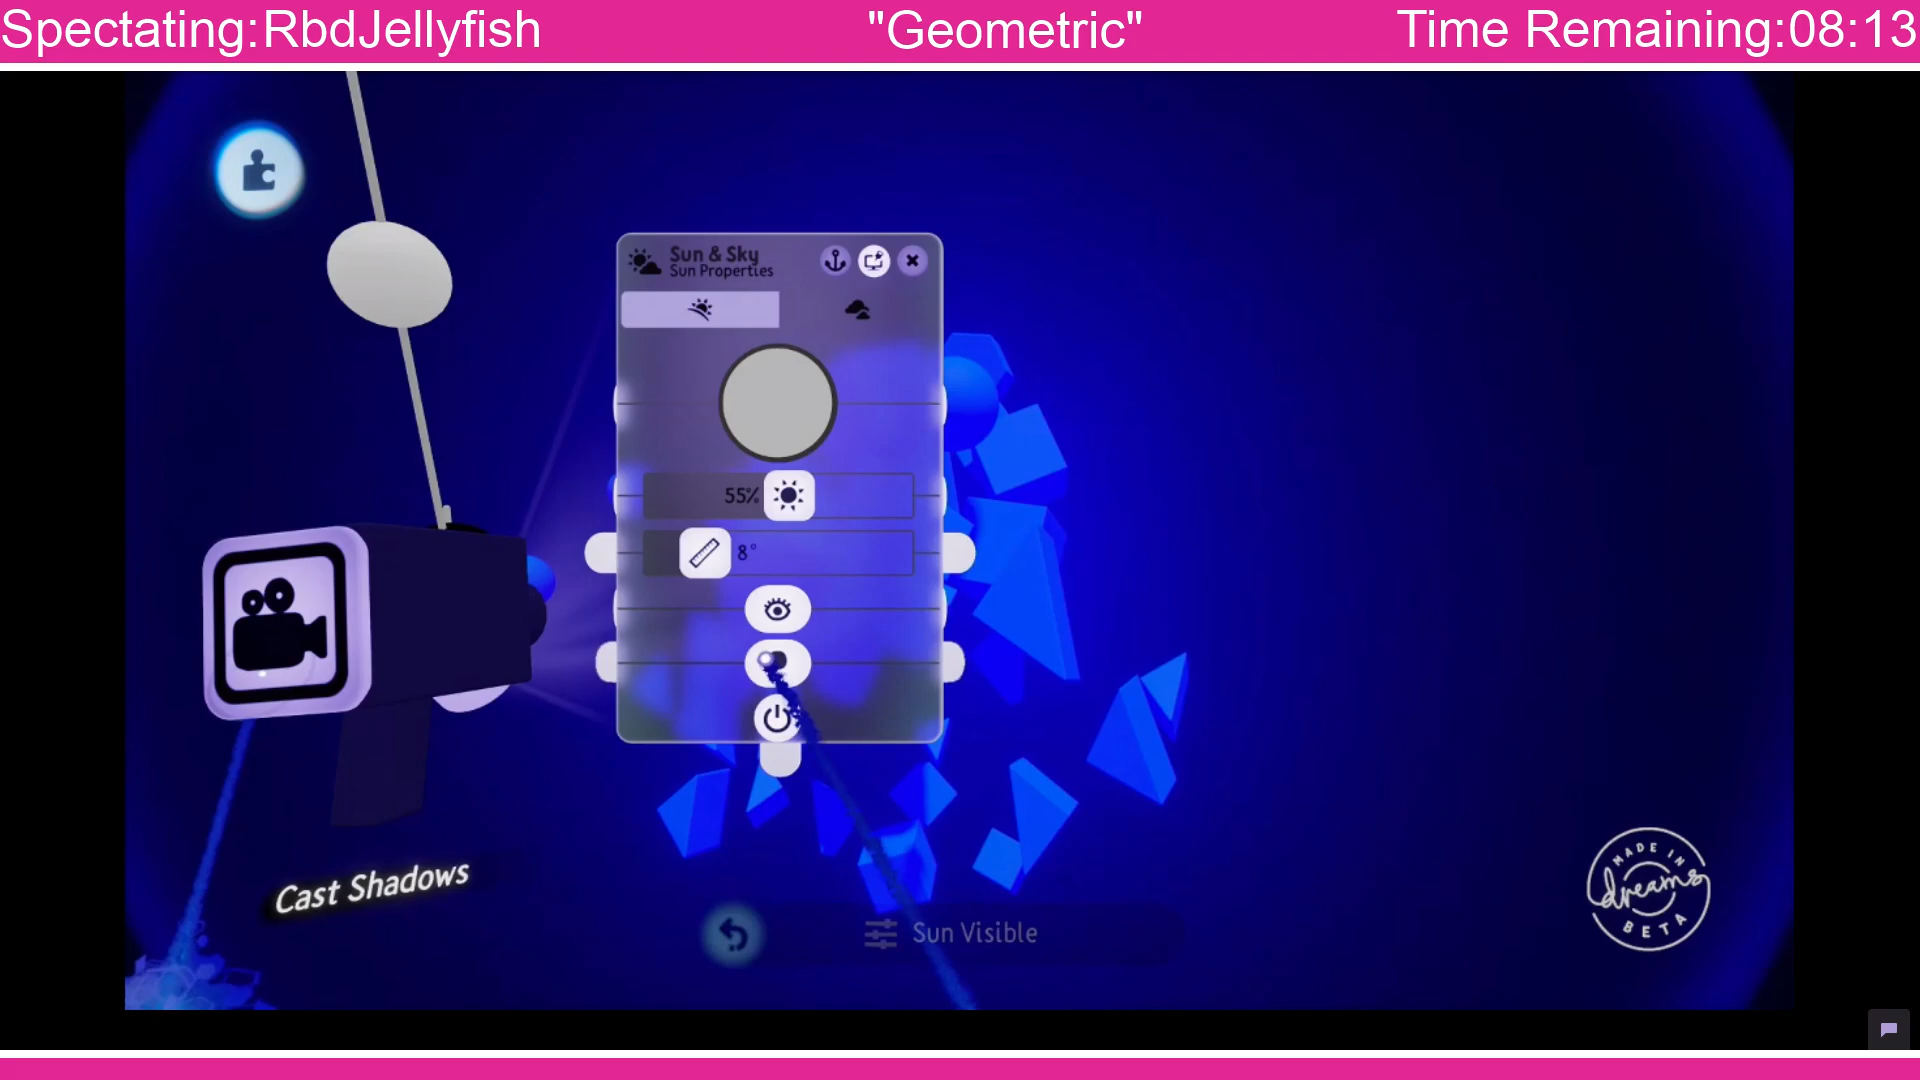 Spectating:RbdJellyfish
"Geometric"
Time Remaining:08:13
Sun & Sky
Sun Properties
55%
8°
Cast Shadows
Sun Visible
MADE IN
dreams
BETA